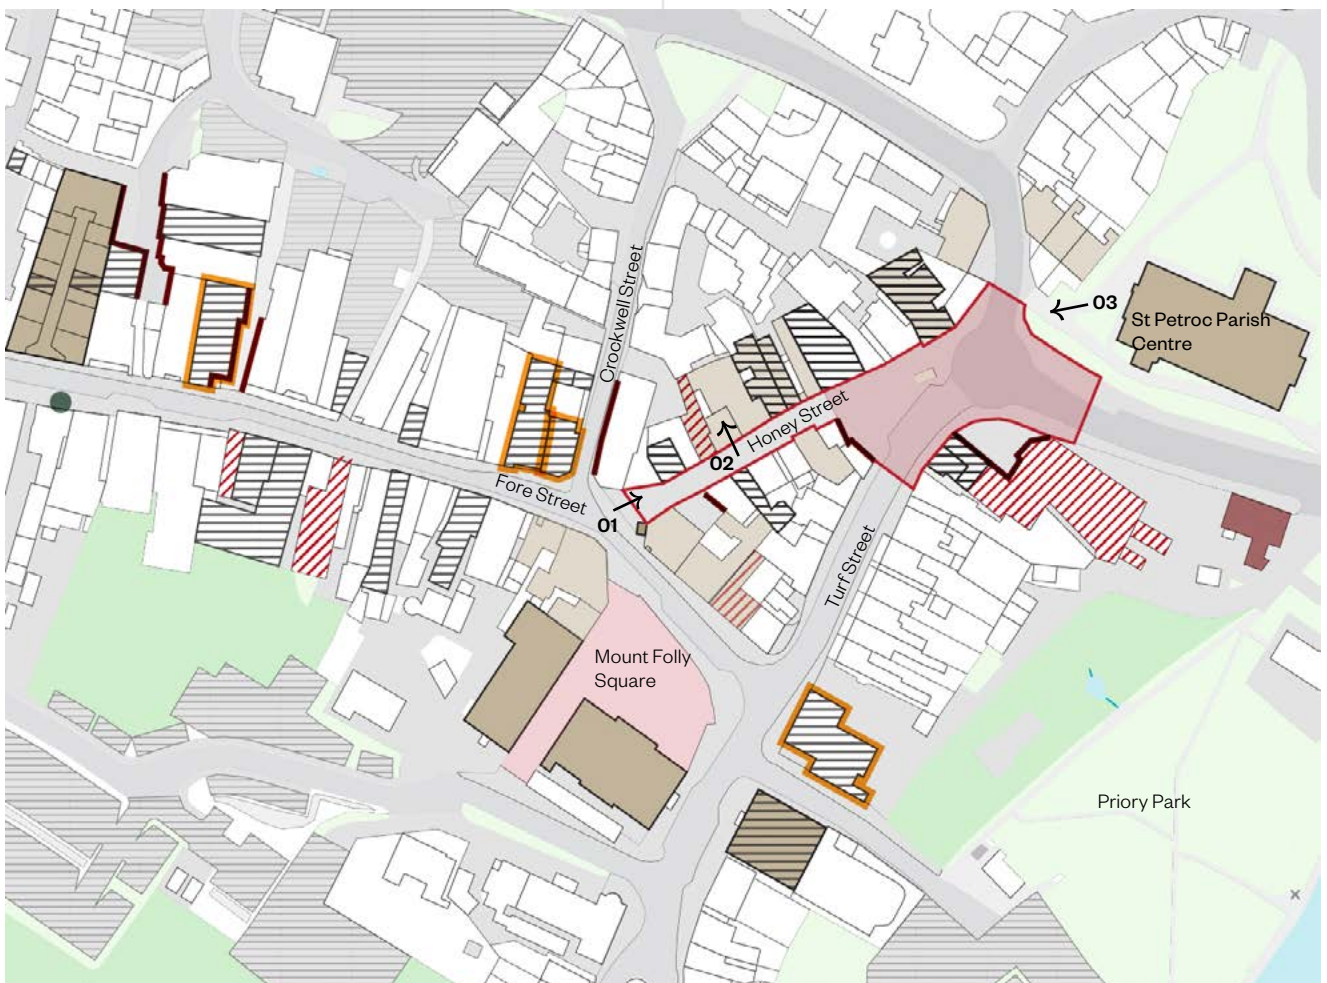 Crockwell Street
03
St Petroc Parish
Centre
Honey Street
02
Fore Street
01
Turf Street
Mount Folly
Square
Priory Park